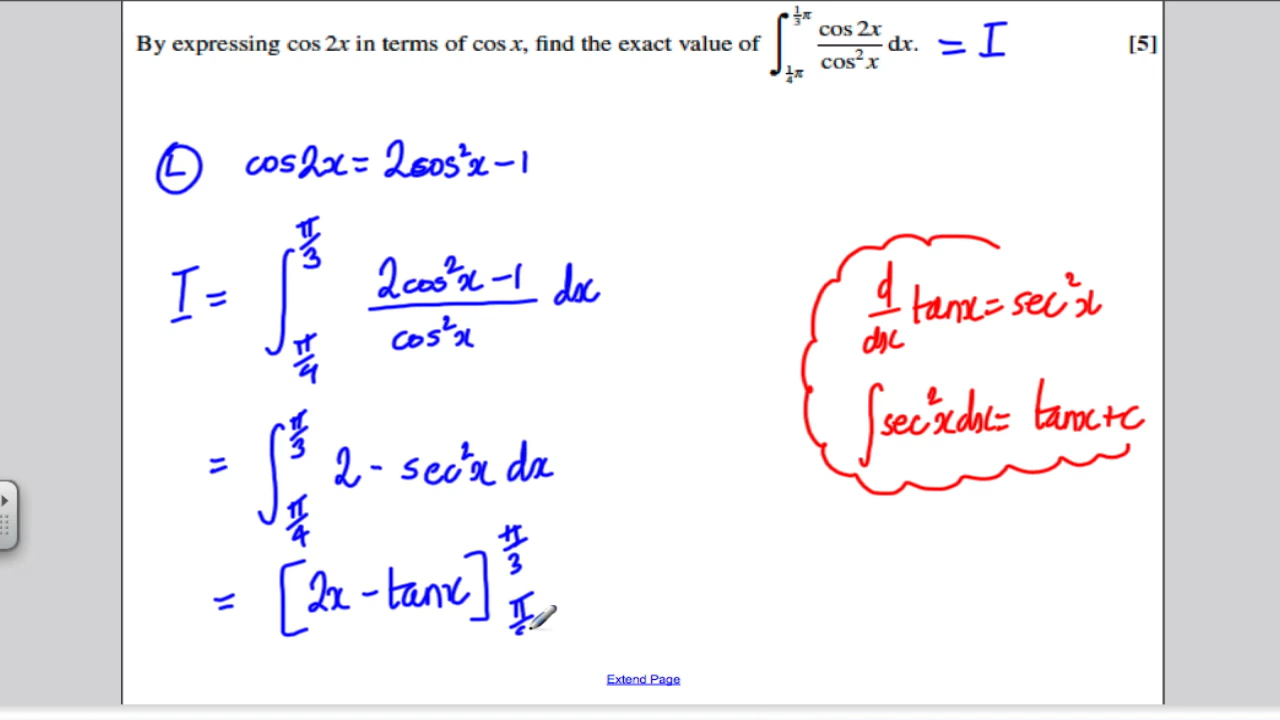 By expressing cos 2x in terms of cos x, find the exact value of ∫_{¼π}^{⅓π} cos 2x / cos² x dx. = I [5]
Ⓛ cos2x = 2cos²x − 1
I = ∫_{π/4}^{π/3} (2cos²x − 1) / cos²x dx
= ∫_{π/4}^{π/3} 2 − sec²x dx
= [2x − tanx]^{π/3}_{π/}
d/dx tanx = sec²x
∫sec²x dx = tanx + c
Extend Page